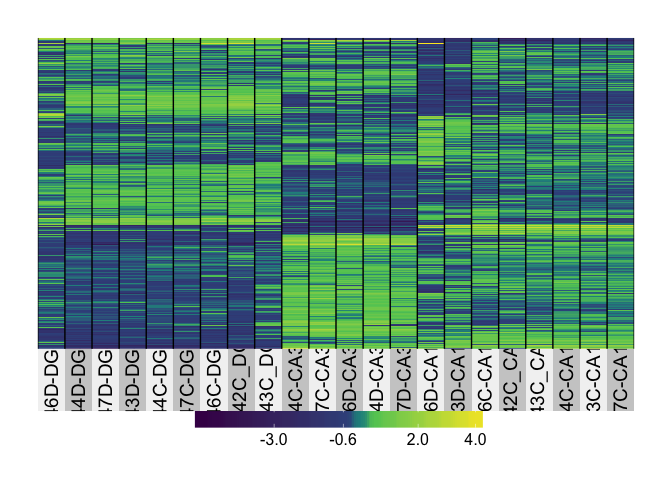 46D-DG
44D-DG
47D-DG
43D-DG
44C-DG
47C-DG
46C-DG
42C_DG
43C_DG
4C-CA3
7C-CA3
6D-CA3
4D-CA3
7D-CA3
6D-CA1
3D-CA1
6C-CA1
42C_CA
43C_CA
4C-CA1
3C-CA1
7C-CA1
-3.0 -0.6 2.0 4.0